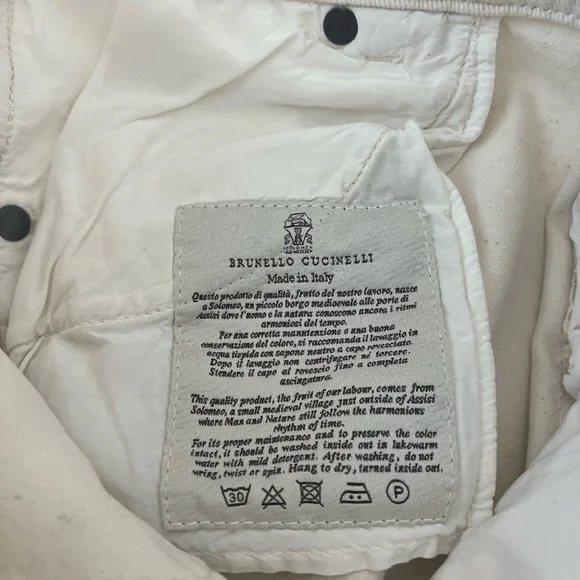 SOLOMEO
BRUNELLO CUCINELLI
Made in Italy
Questo prodotto di qualità, frutto del nostro lavoro, nasce
a Solomeo, un piccolo borgo medioevale alle porte di
Assisi dove l'uomo e la natura conoscono ancora i ritmi
armoniosi del tempo.
Per una corretta manutenzione e una buona
conservazione del colore, si raccomanda il lavaggio in
acqua tiepida con sapone neutro a capo rovesciato.
Dopo il lavaggio non centrifugare né torcere.
Stendere il capo al rovescio fino a completa
asciugatura.
This quality product, the fruit of our labour, comes from
Solomeo, a small medieval village just outside of Assisi
where Man and Nature still follow the harmonious
rhythm of time.
For its proper maintenance and to preserve the color
intact, it should be washed inside out in lukewarm
water with mild detergent. After washing, do not
wring, twist or spin. Hang to dry, turned inside out.
30 P